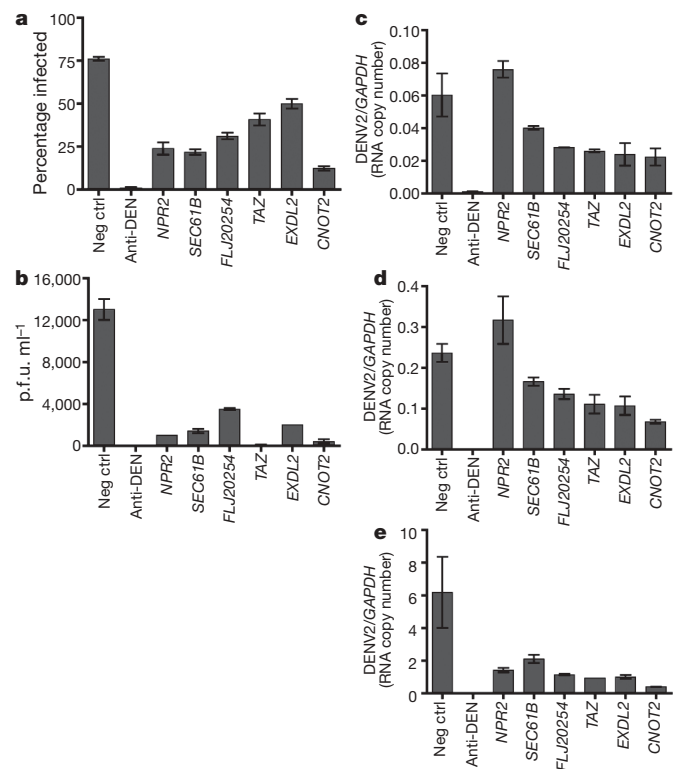 a
100
75
50
25
0
Percentage infected
Neg ctrl
Anti-DEN
NPR2
SEC61B
FLJ20254
TAZ
EXDL2
CNOT2
b
16,000
12,000
8,000
4,000
0
p.f.u. ml⁻¹
Neg ctrl
Anti-DEN
NPR2
SEC61B
FLJ20254
TAZ
EXDL2
CNOT2
c
0.10
0.08
0.06
0.04
0.02
0.00
DENV2/GAPDH
(RNA copy number)
Neg ctrl
Anti-DEN
NPR2
SEC61B
FLJ20254
TAZ
EXDL2
CNOT2
d
0.4
0.3
0.2
0.1
0.0
DENV2/GAPDH
(RNA copy number)
Neg ctrl
Anti-DEN
NPR2
SEC61B
FLJ20254
TAZ
EXDL2
CNOT2
e
10
8
6
4
2
0
DENV2/GAPDH
(RNA copy number)
Neg ctrl
Anti-DEN
NPR2
SEC61B
FLJ20254
TAZ
EXDL2
CNOT2